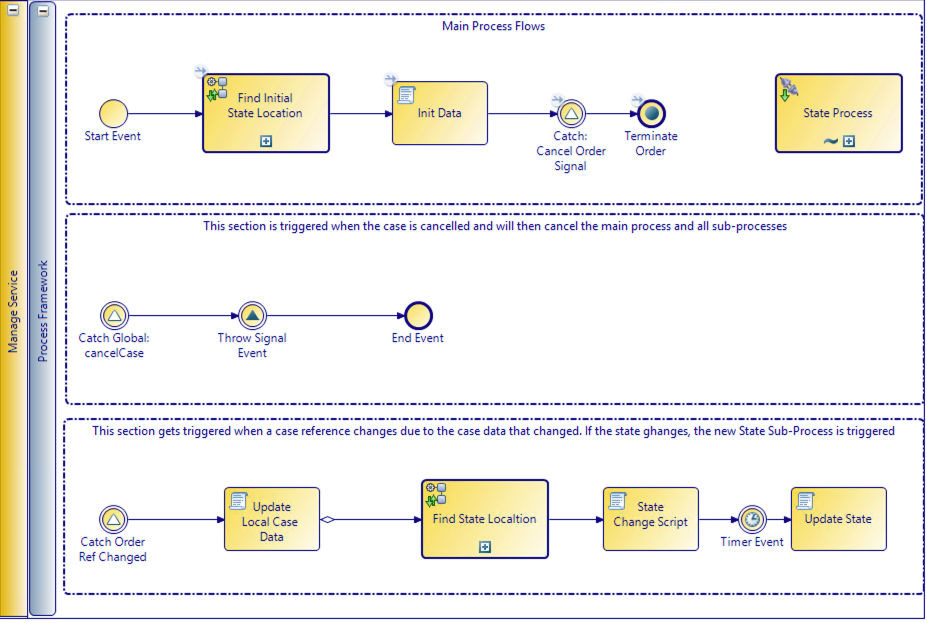 Manage Service
Process Framework
Main Process Flows
Start Event
Find Initial
State Location
Init Data
Catch:
Cancel Order
Signal
Terminate
Order
State Process
This section is triggered when the case is cancelled and will then cancel the main process and all sub-processes
Catch Global:
cancelCase
Throw Signal
Event
End Event
This section gets triggered when a case reference changes due to the case data that changed. If the state ghanges, the new State Sub-Process is triggered
Catch Order
Ref Changed
Update
Local Case
Data
Find State Localtion
State
Change Script
Timer Event
Update State